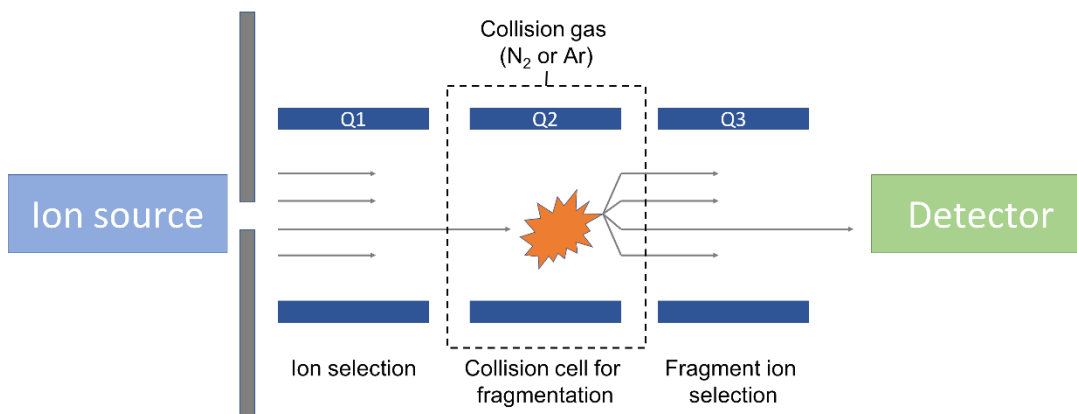 Collision gas
(N₂ or Ar)
Q1
Q2
Q3
Ion source
Detector
Ion selection
Collision cell for
fragmentation
Fragment ion
selection